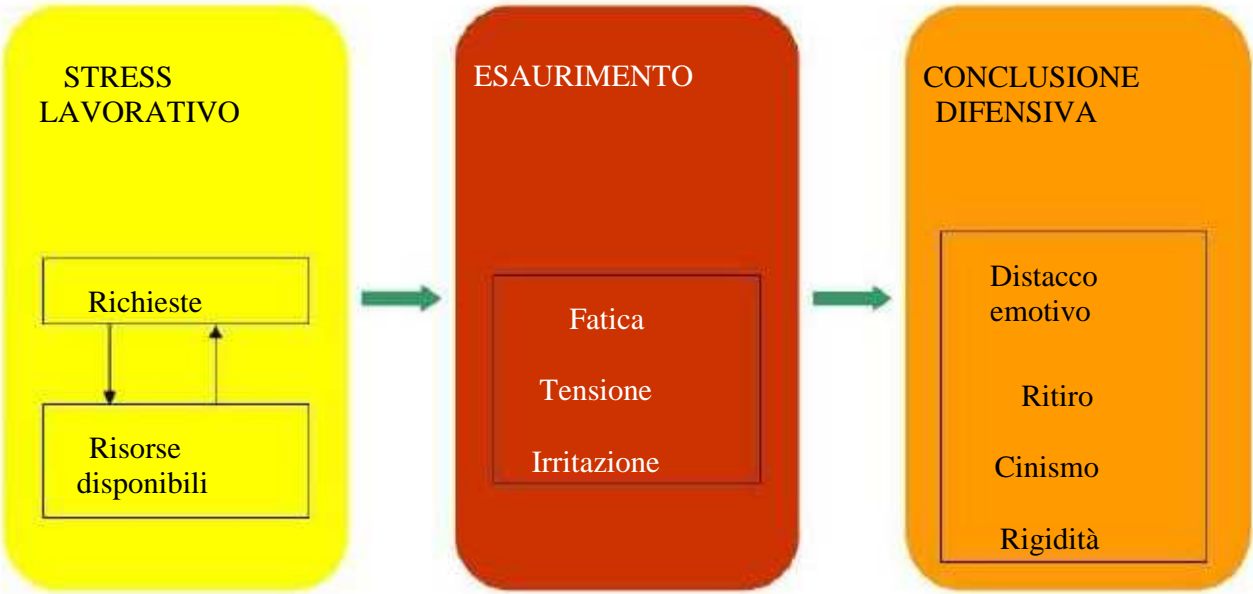 STRESS
LAVORATIVO
Richieste
Risorse
disponibili
ESAURIMENTO
Fatica
Tensione
Irritazione
CONCLUSIONE
DIFENSIVA
Distacco
emotivo
Ritiro
Cinismo
Rigidità